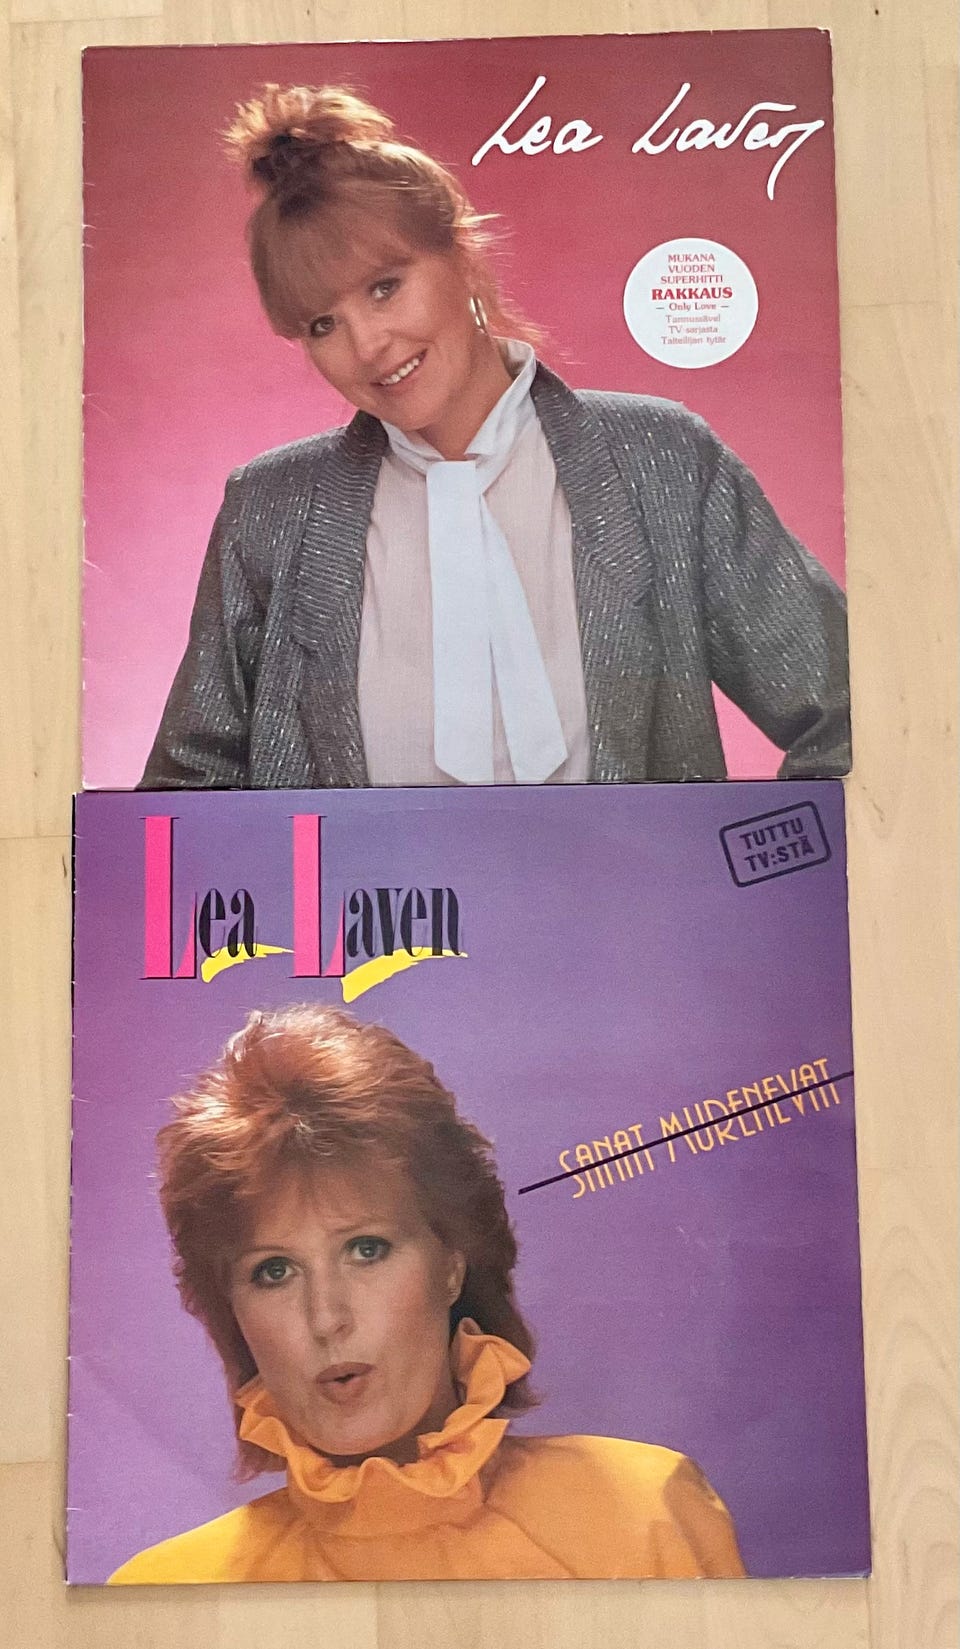 Lea Laven
MUKANA
VUODEN
SUPERHITTI
RAKKAUS
— Only Love —
Tunnussävel
TV-sarjasta
Taiteilijan tytär
Lea Laven
TUTTU
TV:STÄ
SANAT MURENEVAT